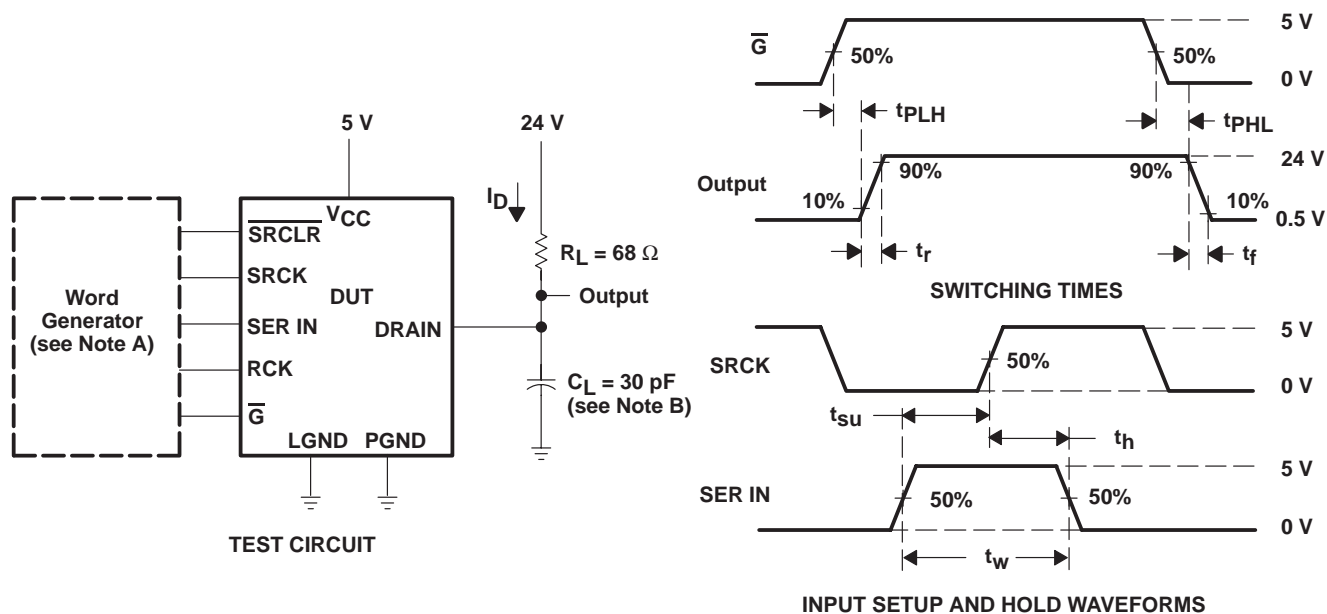 5 V
24 V
I_D
V_CC
S̅R̅C̅L̅R̅
SRCK
SER IN
RCK
G̅
DUT
DRAIN
LGND PGND
Word
Generator
(see Note A)
R_L = 68 Ω
Output
C_L = 30 pF
(see Note B)
TEST CIRCUIT
G̅
5 V
50% 50%
0 V
t_PLH
t_PHL
Output
24 V
90% 90%
10% 10%
0.5 V
t_r
t_f
SWITCHING TIMES
SRCK
5 V
50%
0 V
t_su
t_h
SER IN
5 V
50% 50%
0 V
t_w
INPUT SETUP AND HOLD WAVEFORMS